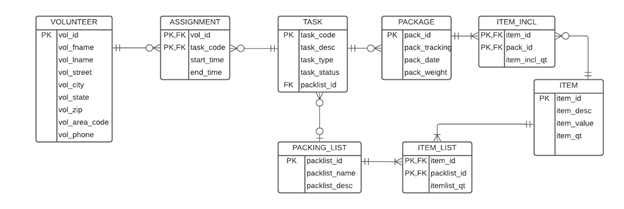 VOLUNTEER
PK vol_id
vol_fname
vol_lname
vol_street
vol_city
vol_state
vol_zip
vol_area_code
vol_phone
ASSIGNMENT
PK,FK vol_id
PK,FK task_code
start_time
end_time
TASK
PK task_code
task_desc
task_type
task_status
FK packlist_id
PACKAGE
PK pack_id
pack_tracking
pack_date
pack_weight
ITEM_INCL
PK,FK item_id
PK,FK pack_id
item_incl_qt
ITEM
PK item_id
item_desc
item_value
item_qt
PACKING_LIST
PK packlist_id
packlist_name
packlist_desc
ITEM_LIST
PK,FK item_id
PK,FK packlist_id
itemlist_qt